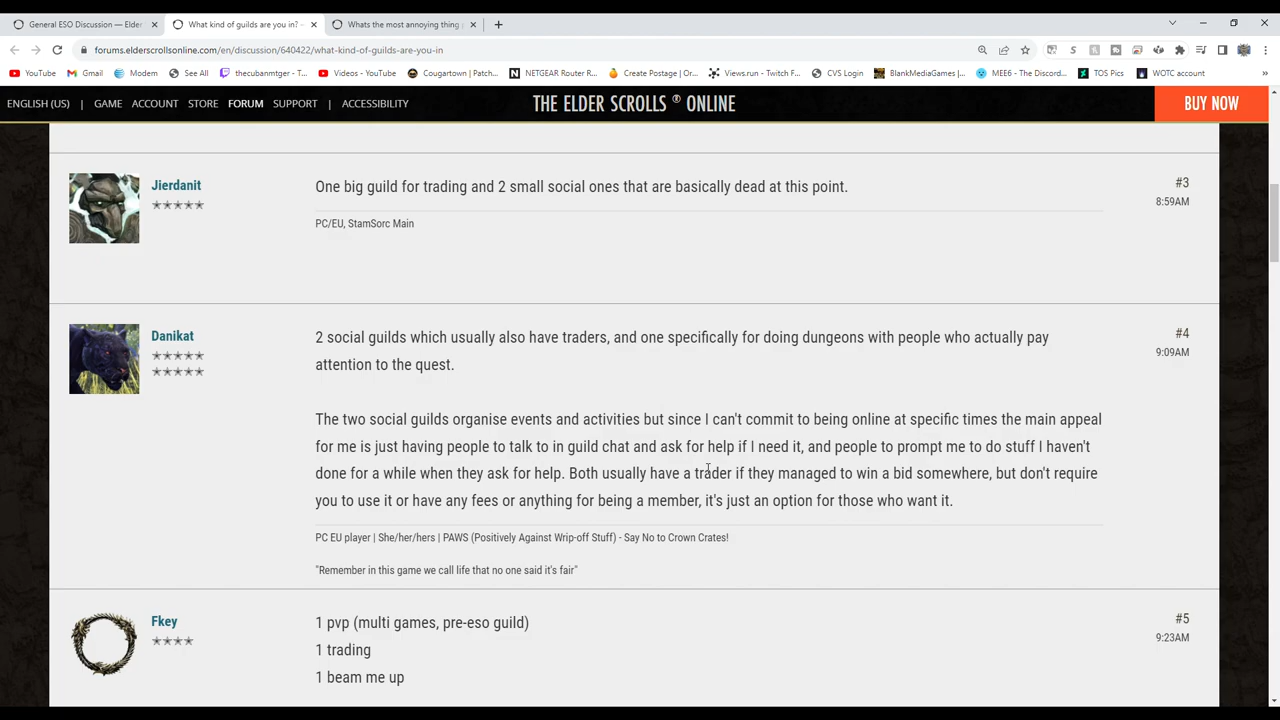 General ESO Discussion — Elder
What kind of guilds are you in? -
Whats the most annoying thing
forums.elderscrollsonline.com/en/discussion/640422/what-kind-of-guilds-are-you-in
YouTube
Gmail
Modem
See All
thecubanmtger - T...
Videos - YouTube
Cougartown | Patch...
NETGEAR Router R...
Create Postage | Or...
Views.run - Twitch F...
CVS Login
BlankMediaGames |...
MEE6 - The Discord...
TOS Pics
WOTC account
»
ENGLISH (US) | GAME ACCOUNT STORE FORUM SUPPORT | ACCESSIBILITY
THE ELDER SCROLLS ® ONLINE
BUY NOW
Jierdanit
One big guild for trading and 2 small social ones that are basically dead at this point.
#3
8:59AM
PC/EU, StamSorc Main
Danikat
2 social guilds which usually also have traders, and one specifically for doing dungeons with people who actually pay
attention to the quest.
#4
9:09AM
The two social guilds organise events and activities but since I can't commit to being online at specific times the main appeal
for me is just having people to talk to in guild chat and ask for help if I need it, and people to prompt me to do stuff I haven't
done for a while when they ask for help. Both usually have a trader if they managed to win a bid somewhere, but don't require
you to use it or have any fees or anything for being a member, it's just an option for those who want it.
PC EU player | She/her/hers | PAWS (Positively Against Wrip-off Stuff) - Say No to Crown Crates!
"Remember in this game we call life that no one said it's fair"
Fkey
1 pvp (multi games, pre-eso guild)
#5
9:23AM
1 trading
1 beam me up